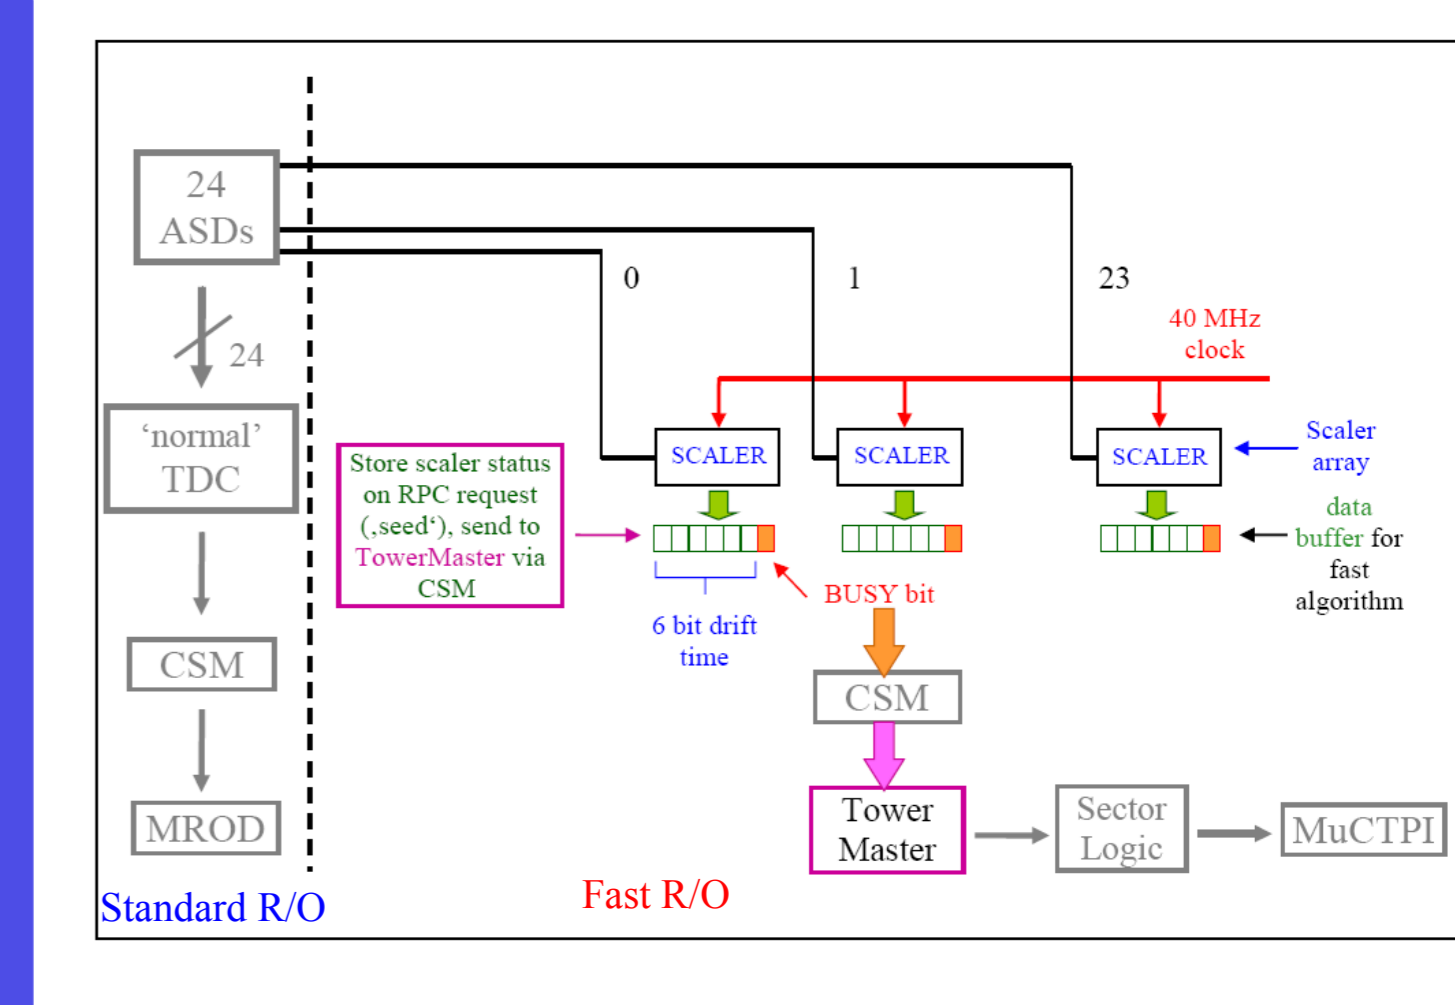 24
ASDs
24
'normal'
TDC
CSM
MROD
Standard R/O
0
1
23
40 MHz
clock
SCALER
SCALER
SCALER
Scaler
array
Store scaler status
on RPC request
(‚seed‘), send to
TowerMaster via
CSM
data
buffer for
fast
algorithm
BUSY bit
6 bit drift
time
CSM
Tower
Master
Sector
Logic
MuCTPI
Fast R/O